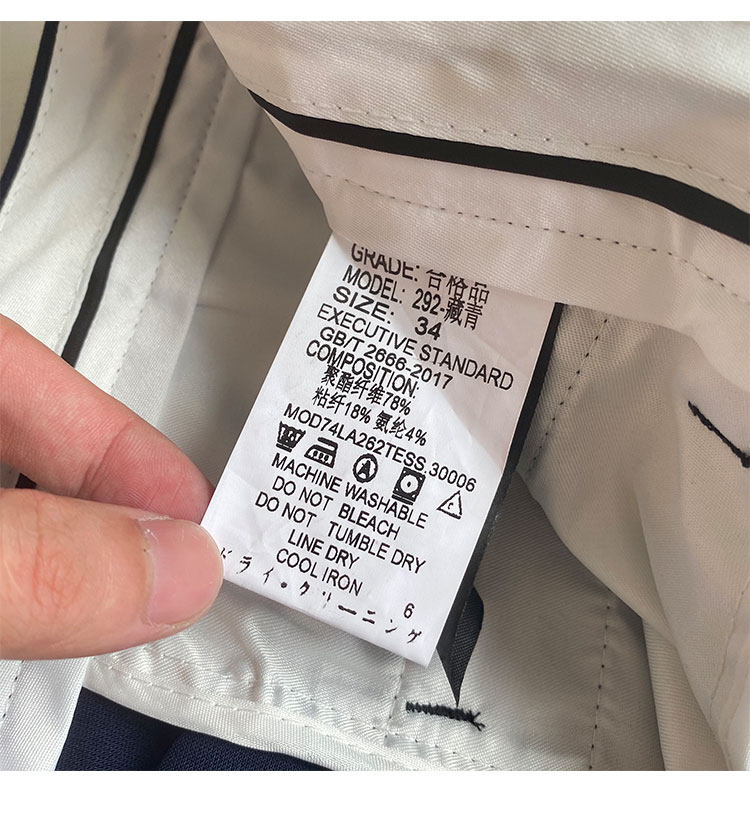 GRADE: 合格品
MODEL: 292-藏青
SIZE: 34
EXECUTIVE STANDARD
GB/T 2666-2017
COMPOSITION:
聚酯纤维78%
粘纤18% 氨纶4%
MOD74LA262TESS.30006
MACHINE WASHABLE
DO NOT BLEACH
DO NOT TUMBLE DRY
LINE DRY
COOL IRON
6
ドライ・クリーニング